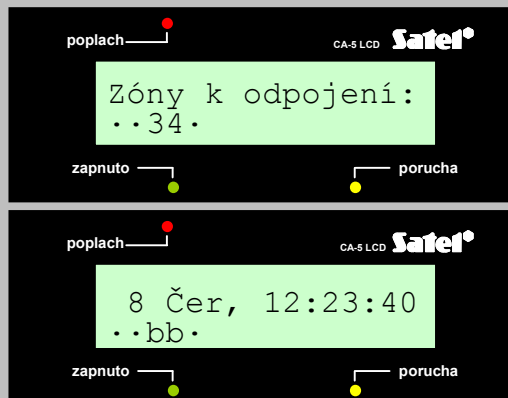 poplach
CA-5 LCD Satel
Zóny k odpojení:
··34·
zapnuto porucha
poplach
CA-5 LCD Satel
8 Čer, 12:23:40
··bb·
zapnuto porucha